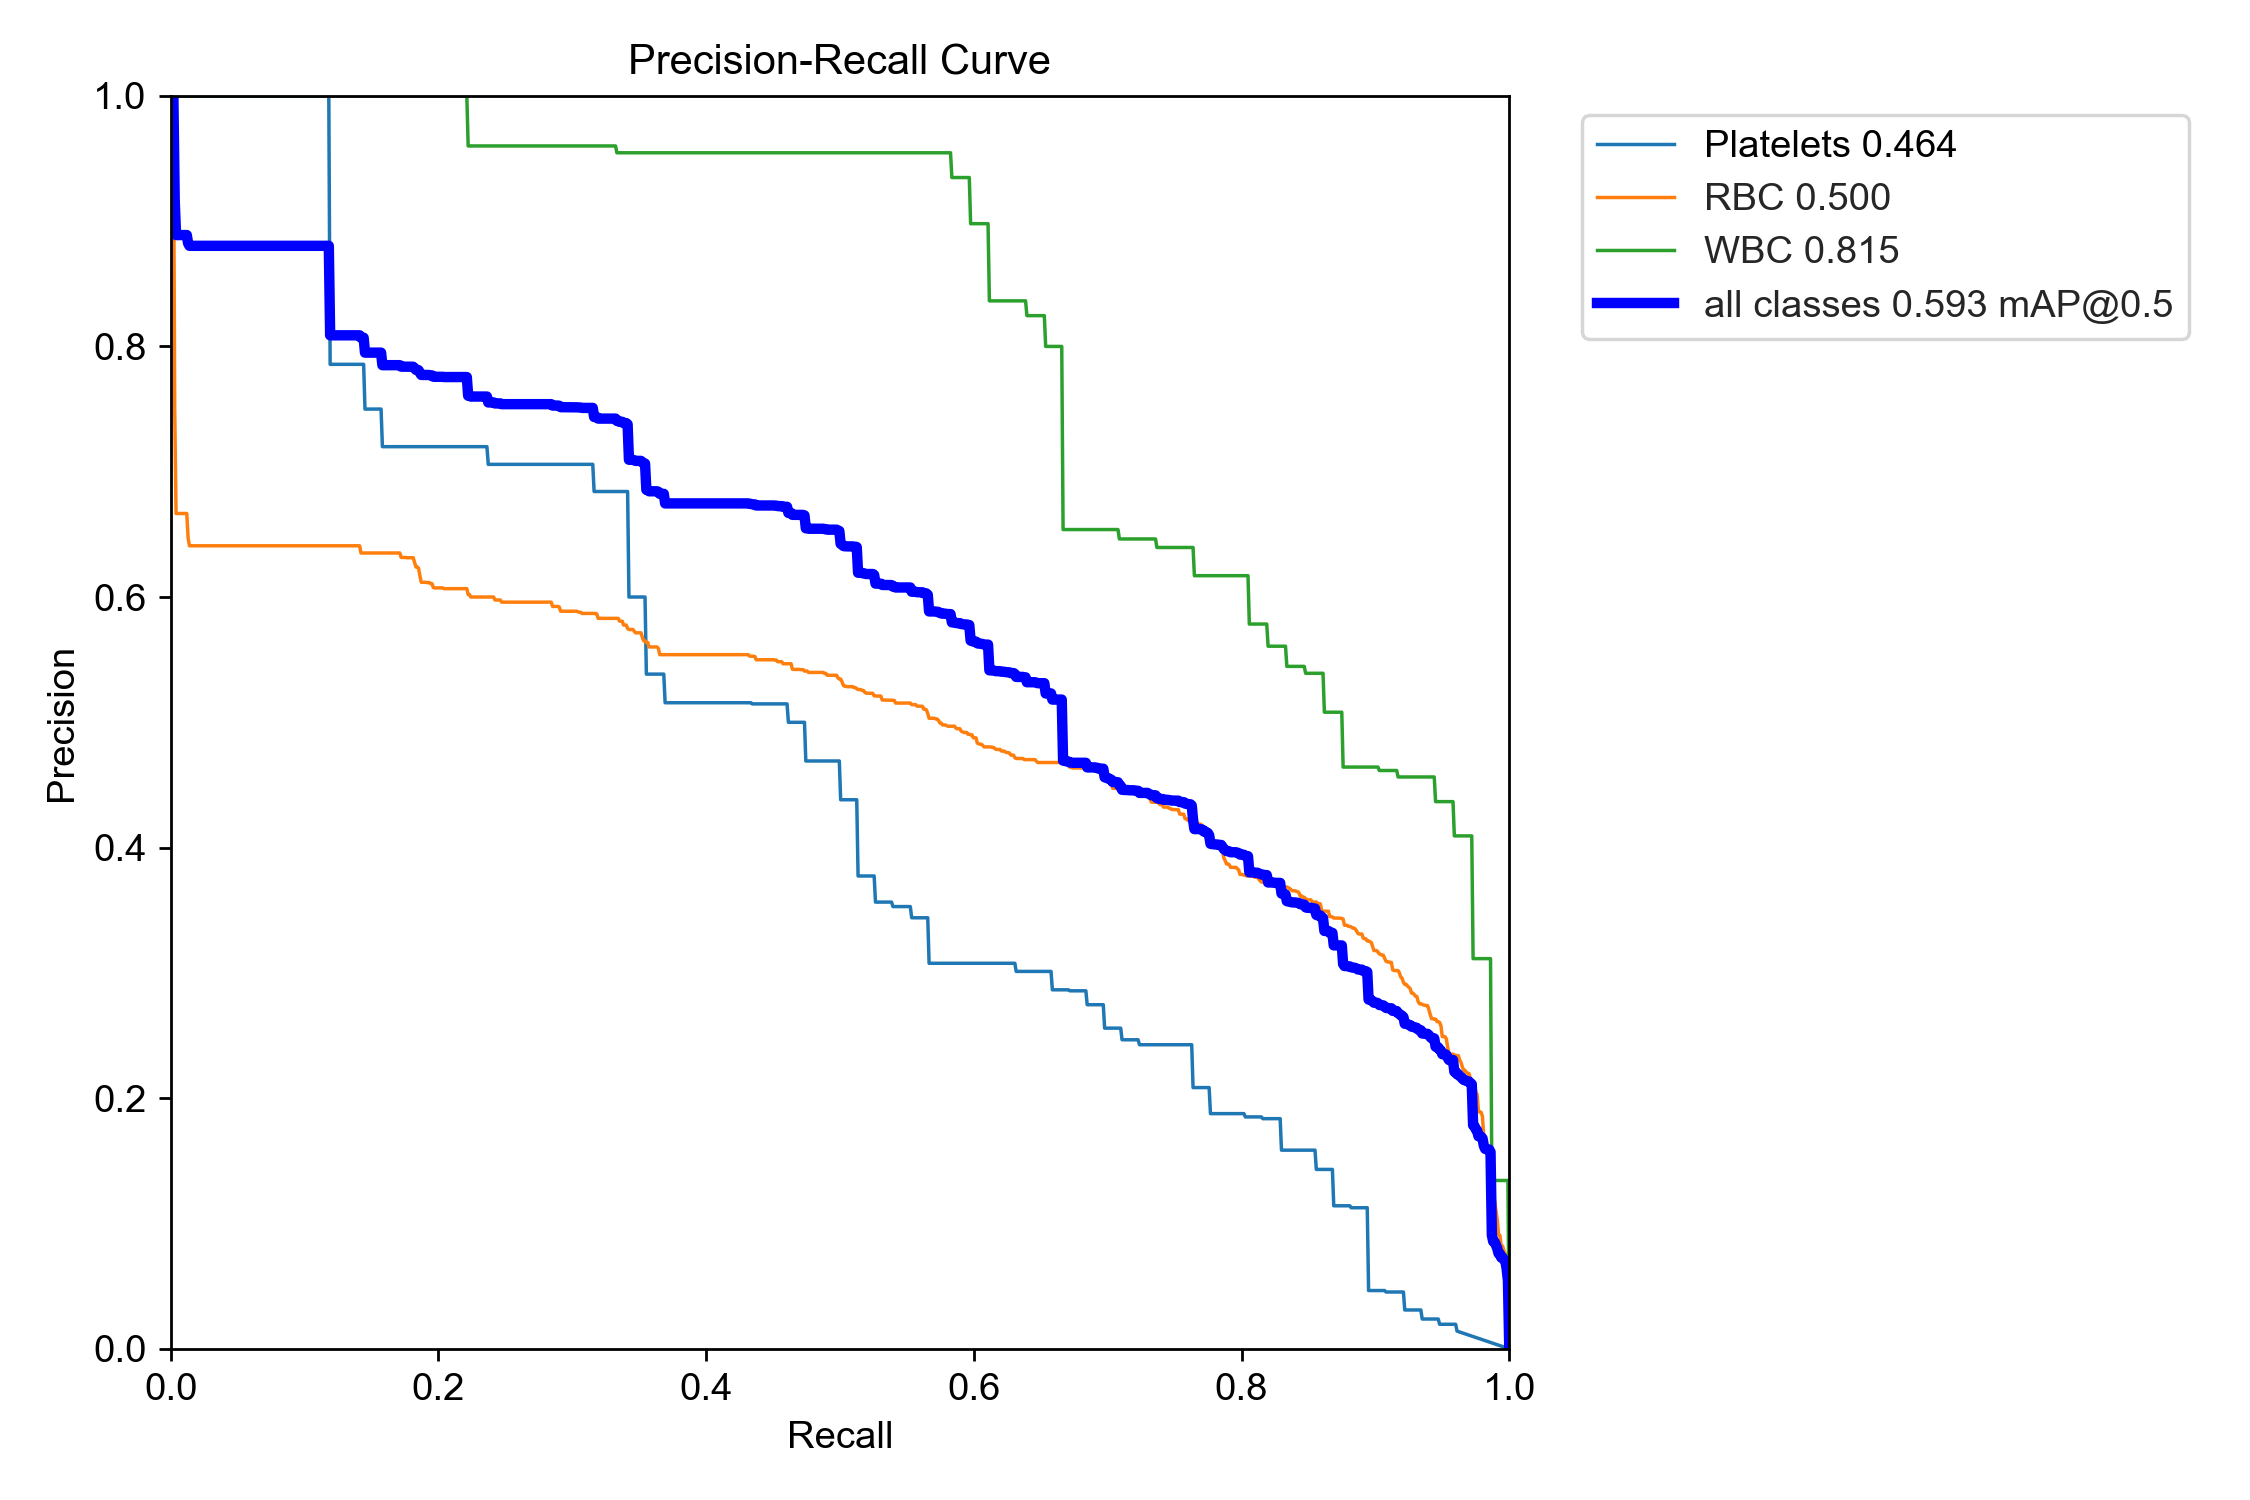 Precision-Recall Curve
1.0
0.8
0.6
0.4
0.2
0.0
Precision
0.0 0.2 0.4 0.6 0.8 1.0
Recall
Platelets 0.464
RBC 0.500
WBC 0.815
all classes 0.593 mAP@0.5